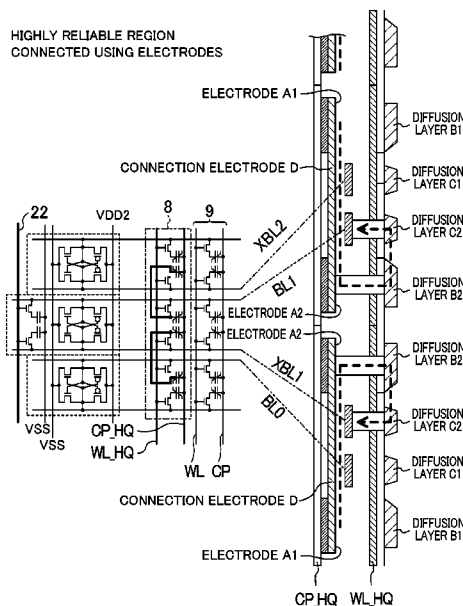 HIGHLY RELIABLE REGION
CONNECTED USING ELECTRODES
ELECTRODE A1
DIFFUSION
LAYER B1
CONNECTION ELECTRODE D
DIFFUSION
LAYER C1
22
VDD2
8
9
XBL2
DIFFUSION
LAYER C2
BL1
DIFFUSION
LAYER B2
ELECTRODE A2
ELECTRODE A2
DIFFUSION
LAYER B2
XBL1
DIFFUSION
LAYER C2
BL0
VSS
VSS
CP_HQ
WL_HQ
WL
CP
DIFFUSION
LAYER C1
CONNECTION ELECTRODE D
DIFFUSION
LAYER B1
ELECTRODE A1
CP_HQ
WL_HQ